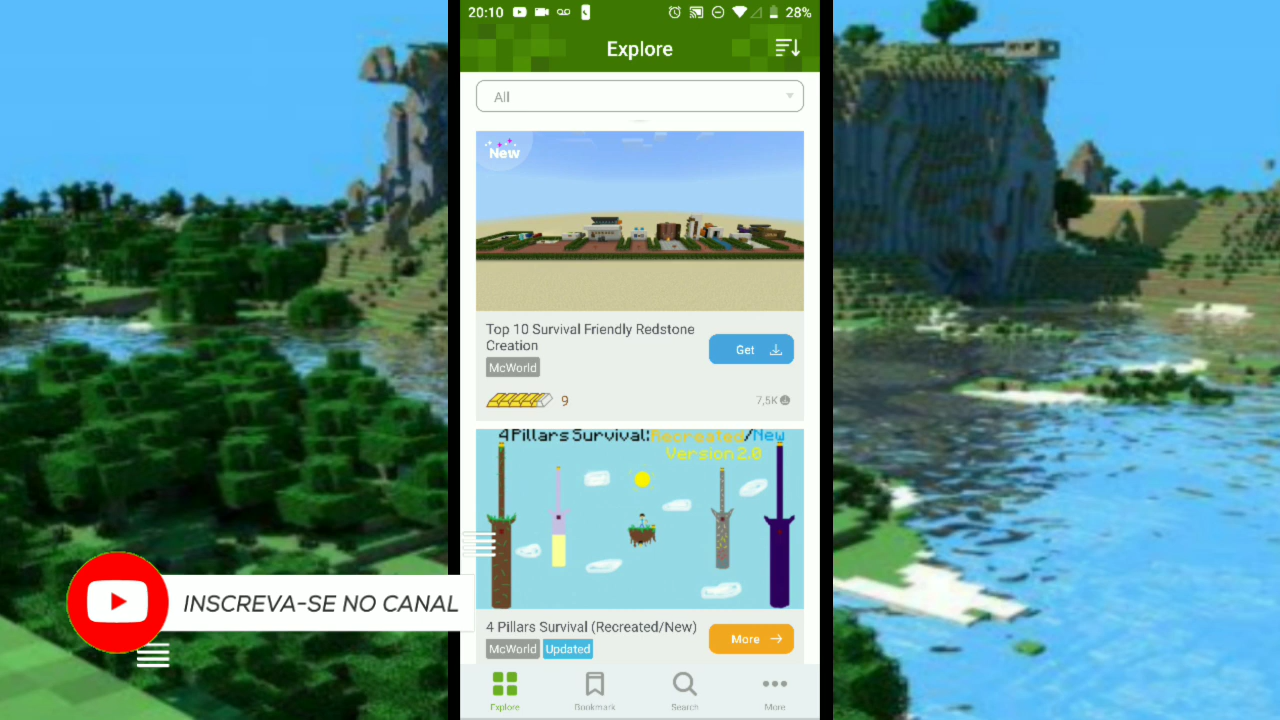 20:10
28%
Explore
All
New
Top 10 Survival Friendly Redstone
Creation
Get
McWorld
9
7,5K
4 Pillars Survival: Recreated/New
Version 2.0
INSCREVA-SE NO CANAL
4 Pillars Survival (Recreated/New)
More
McWorld
Updated
Explore
Bookmark
Search
More